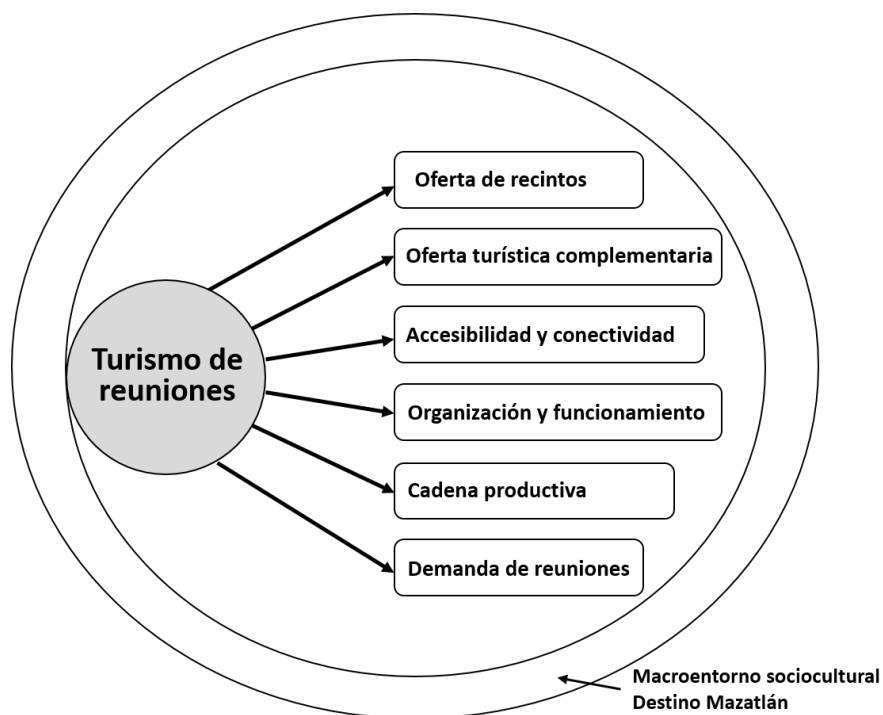 Turismo de
reuniones
Oferta de recintos
Oferta turística complementaria
Accesibilidad y conectividad
Organización y funcionamiento
Cadena productiva
Demanda de reuniones
Macroentorno sociocultural
Destino Mazatlán